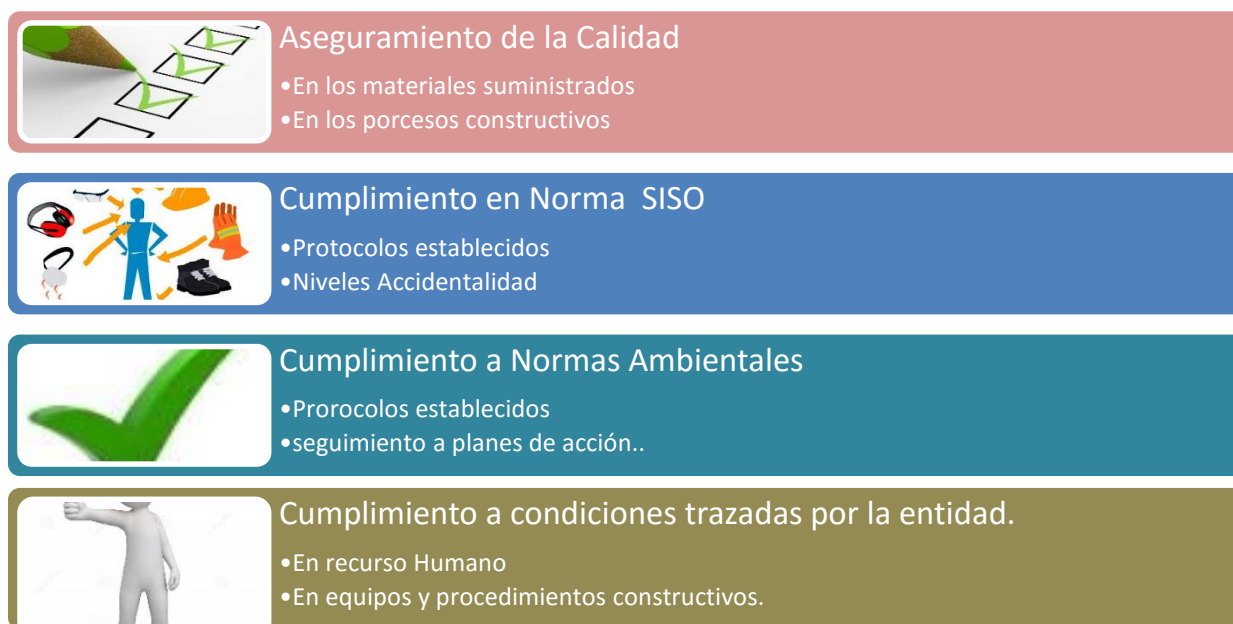 Aseguramiento de la Calidad
•En los materiales suministrados
•En los porcesos constructivos
Cumplimiento en Norma  SISO
•Protocolos establecidos
•Niveles Accidentalidad
Cumplimiento a Normas Ambientales
•Prorocolos establecidos
•seguimiento a planes de acción..
Cumplimiento a condiciones trazadas por la entidad.
•En recurso Humano
•En equipos y procedimientos constructivos.